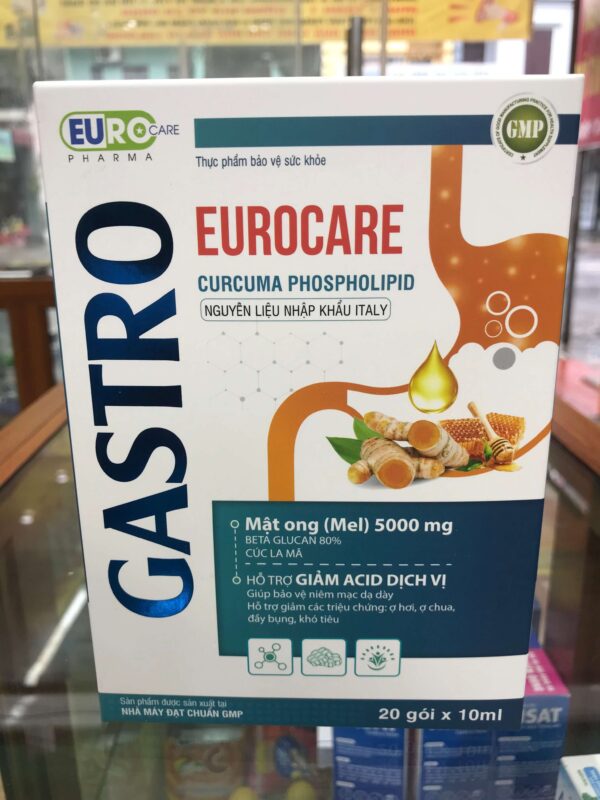 EUROCARE
PHARMA
Thực phẩm bảo vệ sức khỏe
GMP
GASTRO
EUROCARE
CURCUMA PHOSPHOLIPID
NGUYÊN LIỆU NHẬP KHẨU ITALY
Mật ong (Mel) 5000 mg
BETA GLUCAN 80%
CÚC LA MÃ
HỖ TRỢ GIẢM ACID DỊCH VỊ
Giúp bảo vệ niêm mạc dạ dày
Hỗ trợ giảm các triệu chứng: ợ hơi, ợ chua,
đầy bụng, khó tiêu
Sản phẩm được sản xuất tại
NHÀ MÁY ĐẠT CHUẨN GMP
20 gói x 10ml
SAT